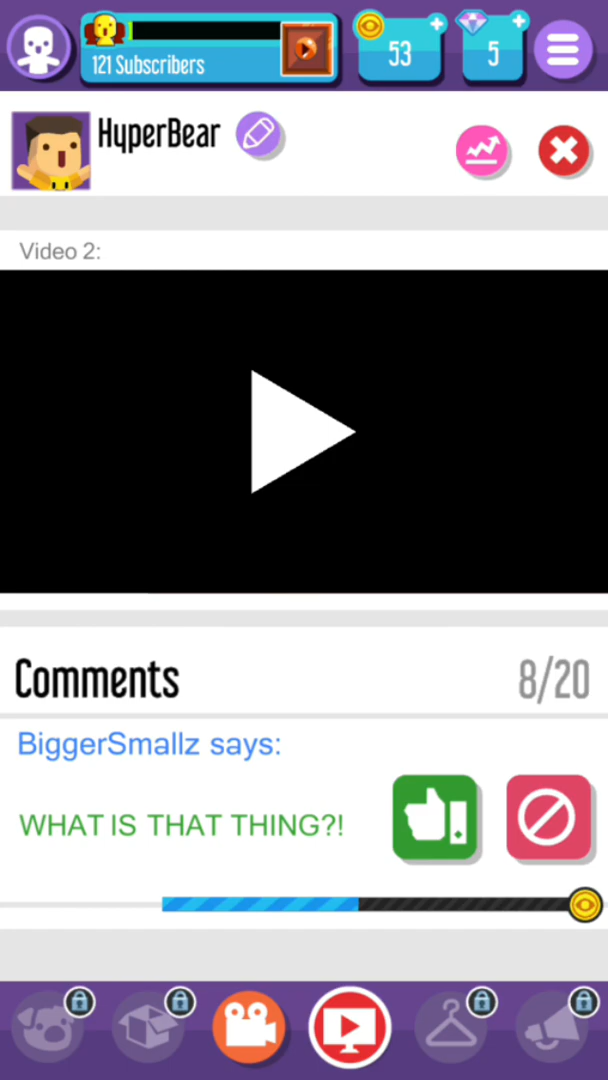 121 Subscribers
53
5
HyperBear
Video 2:
Comments
8/20
BiggerSmallz says:
WHAT IS THAT THING?!